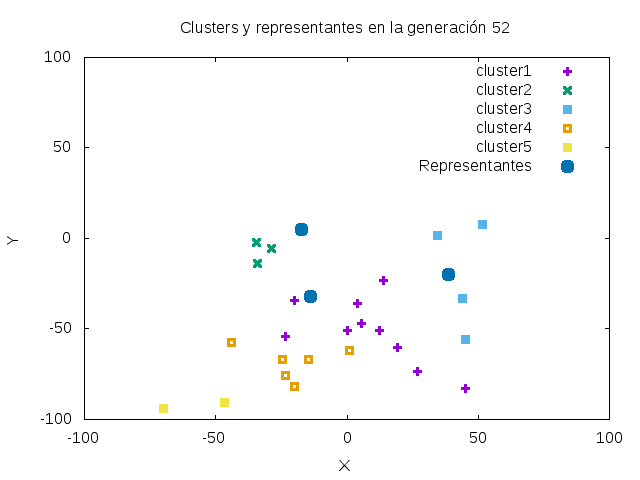 Clusters y representantes en la generación 52
100
50
0
-50
-100
-100
-50
0
50
100
X
Y
cluster1
cluster2
cluster3
cluster4
cluster5
Representantes